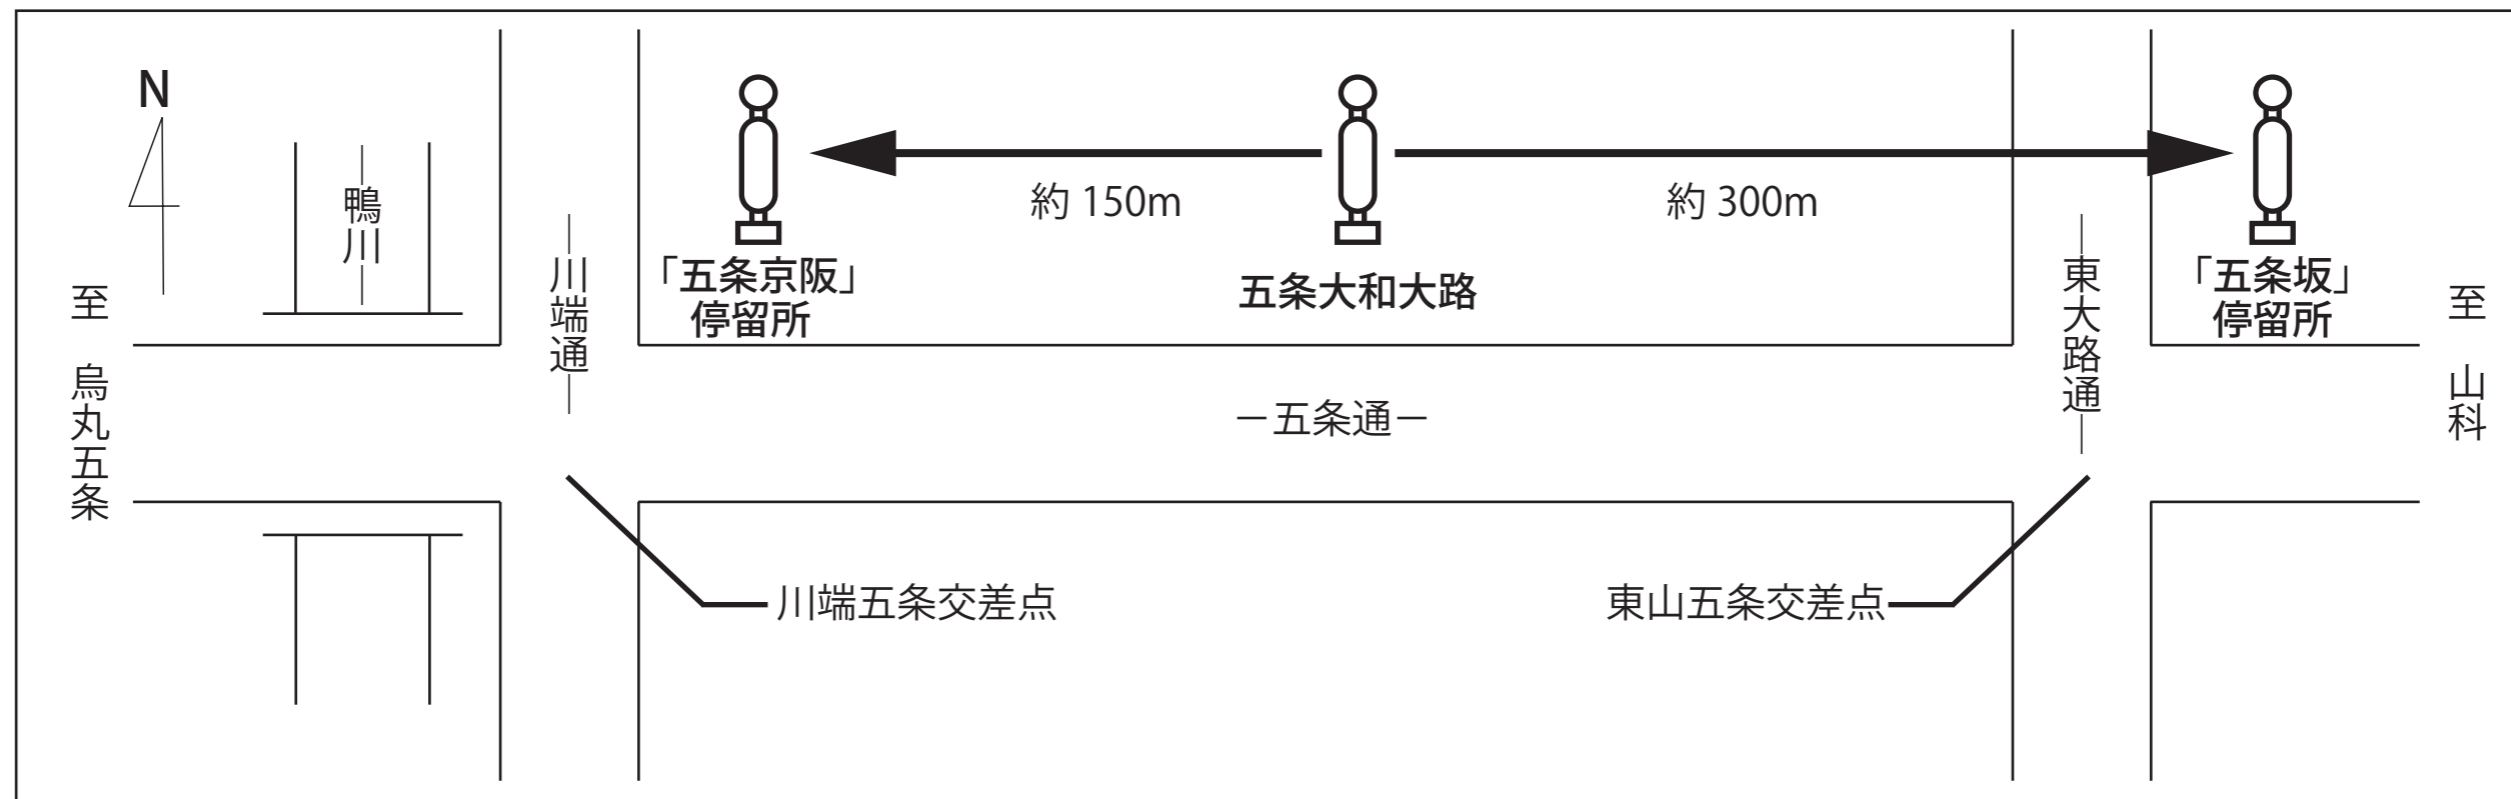 N
至 烏丸五条
―鴨川―
―川端通―
「五条京阪」
停留所
約 150m
五条大和大路
約 300m
―東大路通―
「五条坂」
停留所
至 山科
－五条通－
川端五条交差点
東山五条交差点